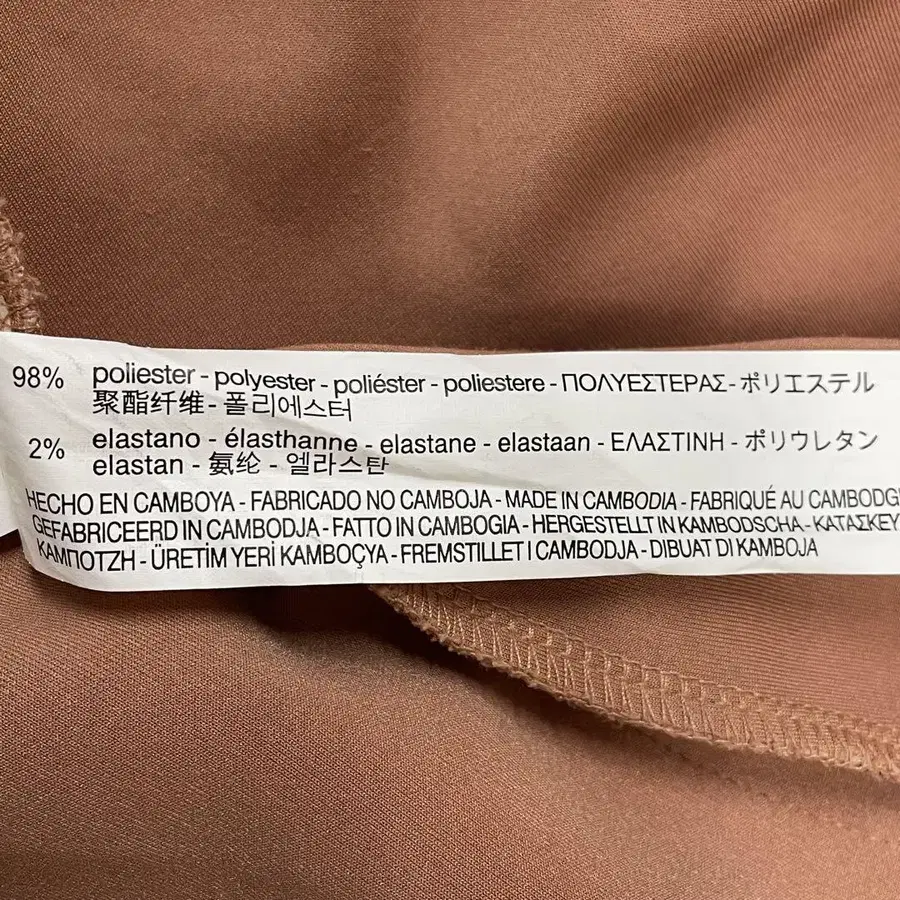 98% poliester - polyester - poliéster - poliestere - ΠΟΛΥΕΣΤΕΡΑΣ - ポリエステル
聚酯纤维 - 폴리에스터
2% elastano - élasthanne - elastane - elastaan - ΕΛΑΣΤΙΝΗ - ポリウレタン
elastan - 氨纶 - 엘라스탄
HECHO EN CAMBOYA - FABRICADO NO CAMBOJA - MADE IN CAMBODIA - FABRIQUÉ AU CAMBODG
GEFABRICEERD IN CAMBODJA - FATTO IN CAMBOGIA - HERGESTELLT IN KAMBODSCHA - ΚΑΤΑΣΚΕΥ
ΚΑΜΠΟΤΖΗ - ÜRETİM YERİ KAMBOÇYA - FREMSTILLET I CAMBODJA - DIBUAT DI KAMBOJA